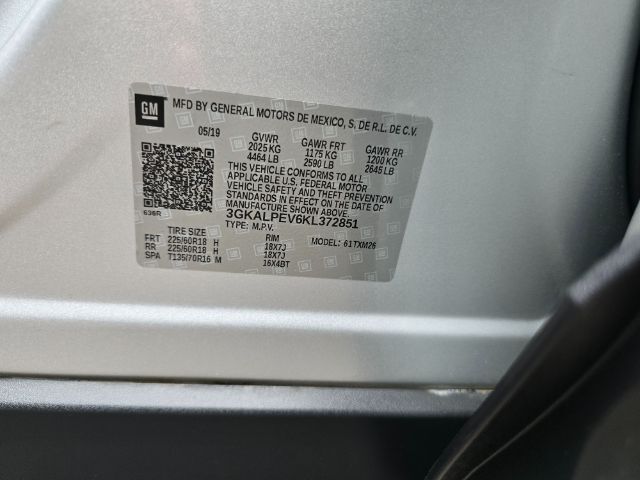 GM MFD BY GENERAL MOTORS DE MEXICO, S. DE R.L. DE C.V.
05/19 GVWR GAWR FRT GAWR RR
2025 KG 1175 KG 1200 KG
4464 LB 2590 LB 2645 LB
THIS VEHICLE CONFORMS TO ALL
APPLICABLE U.S. FEDERAL MOTOR
VEHICLE SAFETY AND THEFT PREVENTION
STANDARDS IN EFFECT ON THE DATE OF
MANUFACTURE SHOWN ABOVE.
3GKALPEV6KL372851
636R TYPE: M.P.V. MODEL: 61TXM26
TIRE SIZE RIM
FRT 225/60R18 H 18X7J
RR 225/60R18 H 18X7J
SPA T135/70R16 M 16X4BT